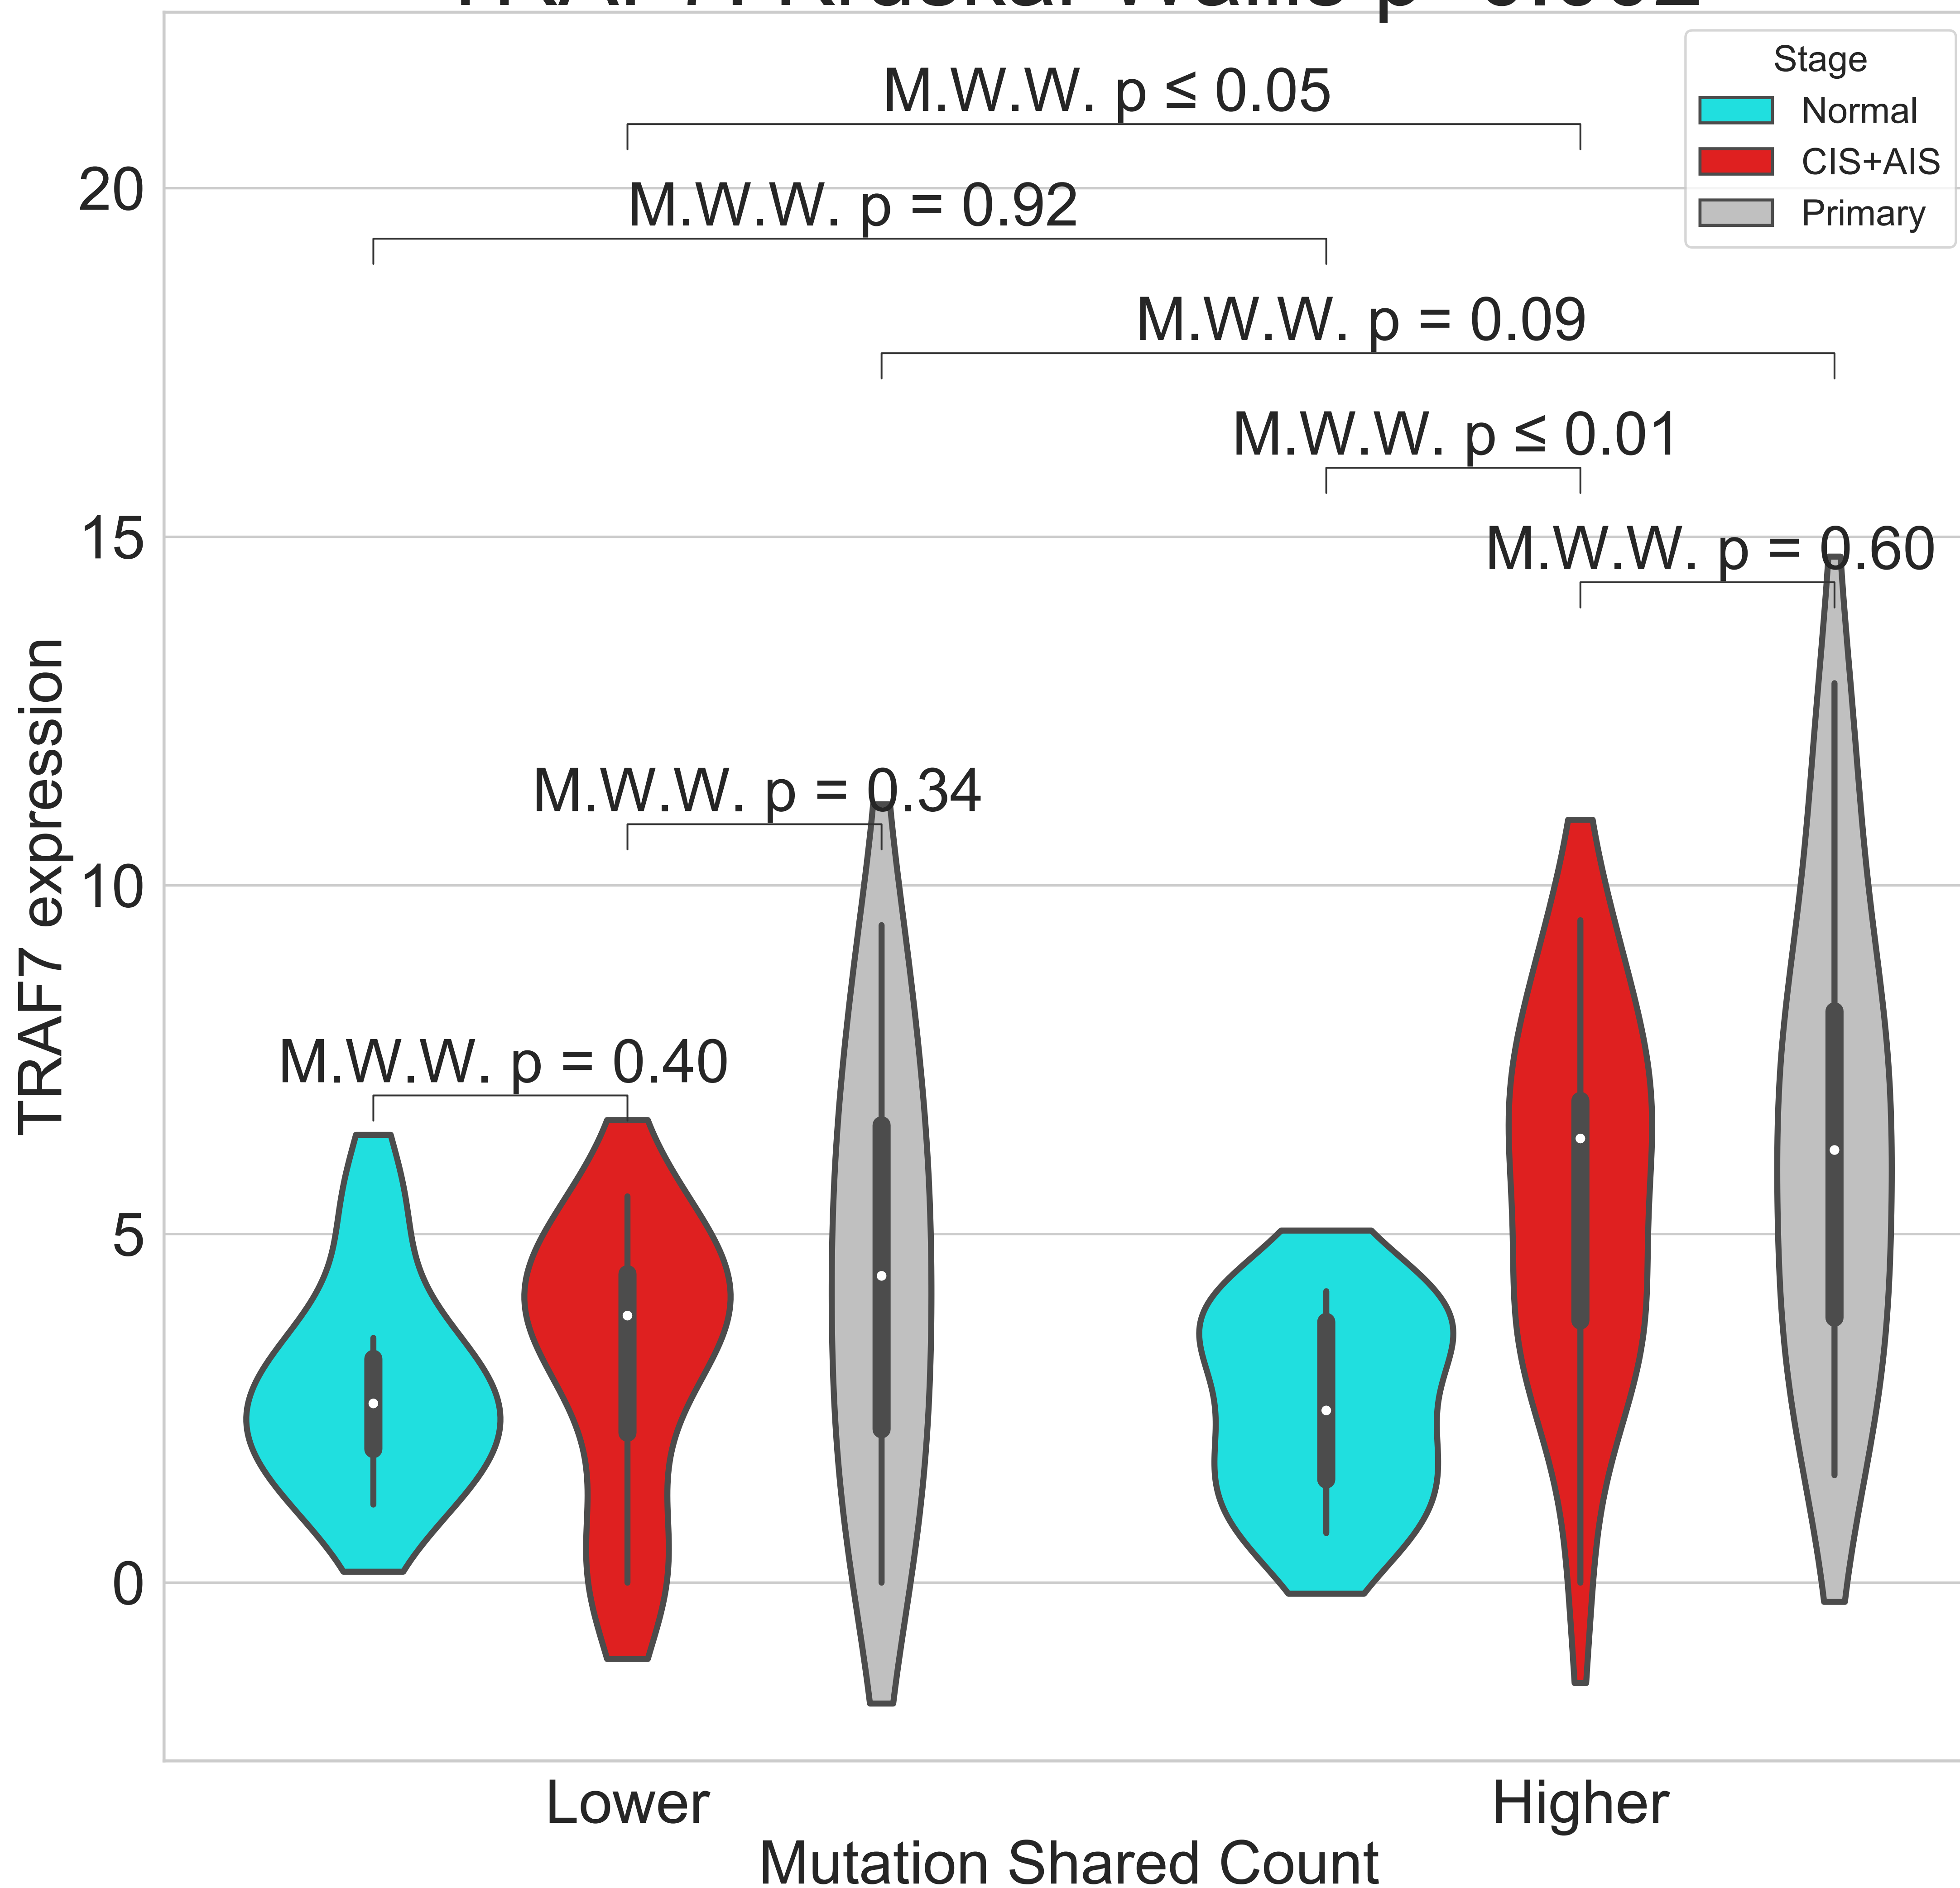 Stage
Normal
CIS+AIS
Primary
M.W.W. p ≤ 0.05
M.W.W. p = 0.92
M.W.W. p = 0.09
M.W.W. p ≤ 0.01
M.W.W. p = 0.60
M.W.W. p = 0.34
M.W.W. p = 0.40
TRAF7 expression
20
15
10
5
0
Lower
Higher
Mutation Shared Count